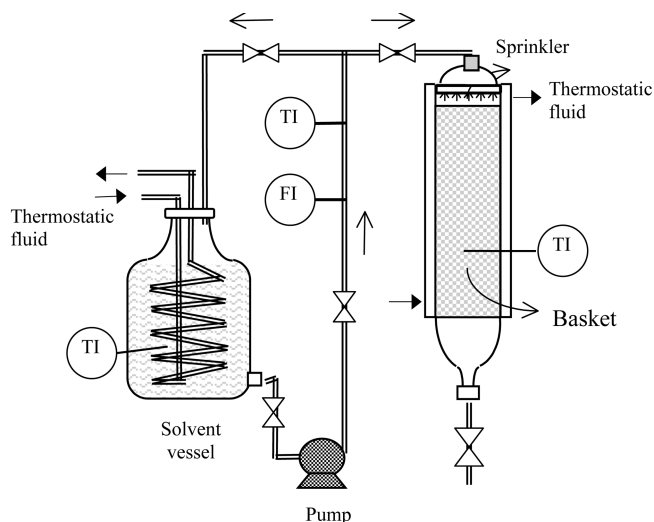 Sprinkler
Thermostatic
fluid
TI
FI
Thermostatic
fluid
TI
Basket
TI
Solvent
vessel
Pump